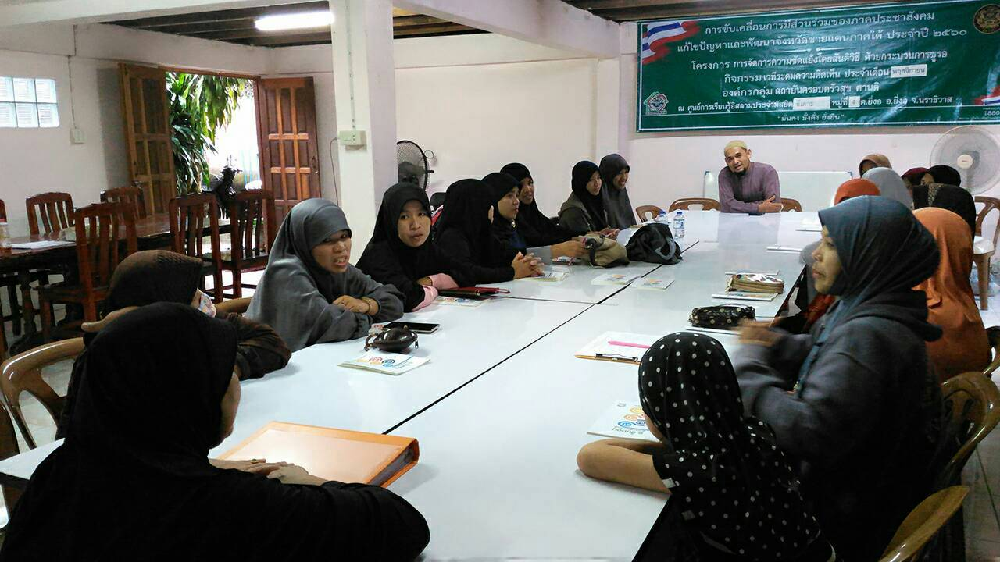 การขับเคลื่อนการมีส่วนร่วมของภาคประชาสังคม
แก้ไขปัญหาและพัฒนาจังหวัดชายแดนภาคใต้ ประจำปี ๒๕๖๐
โครงการ การจัดการความขัดแย้งโดยสันติวิธี ด้วยกระบวนการชูรอ
กิจกรรมเวทีระดมความคิดเห็น ประจำเดือน พฤศจิกายน
องค์กรกลุ่ม สถาบันครอบครัวสุข ศานติ
ณ ศูนย์การเรียนรู้อิสลามประจำมัสยิด หมู่ที่ 4 ต.ยี่งอ อ.ยี่งอ จ.นราธิวาส
"มั่นคง มั่งคั่ง ยั่งยืน"